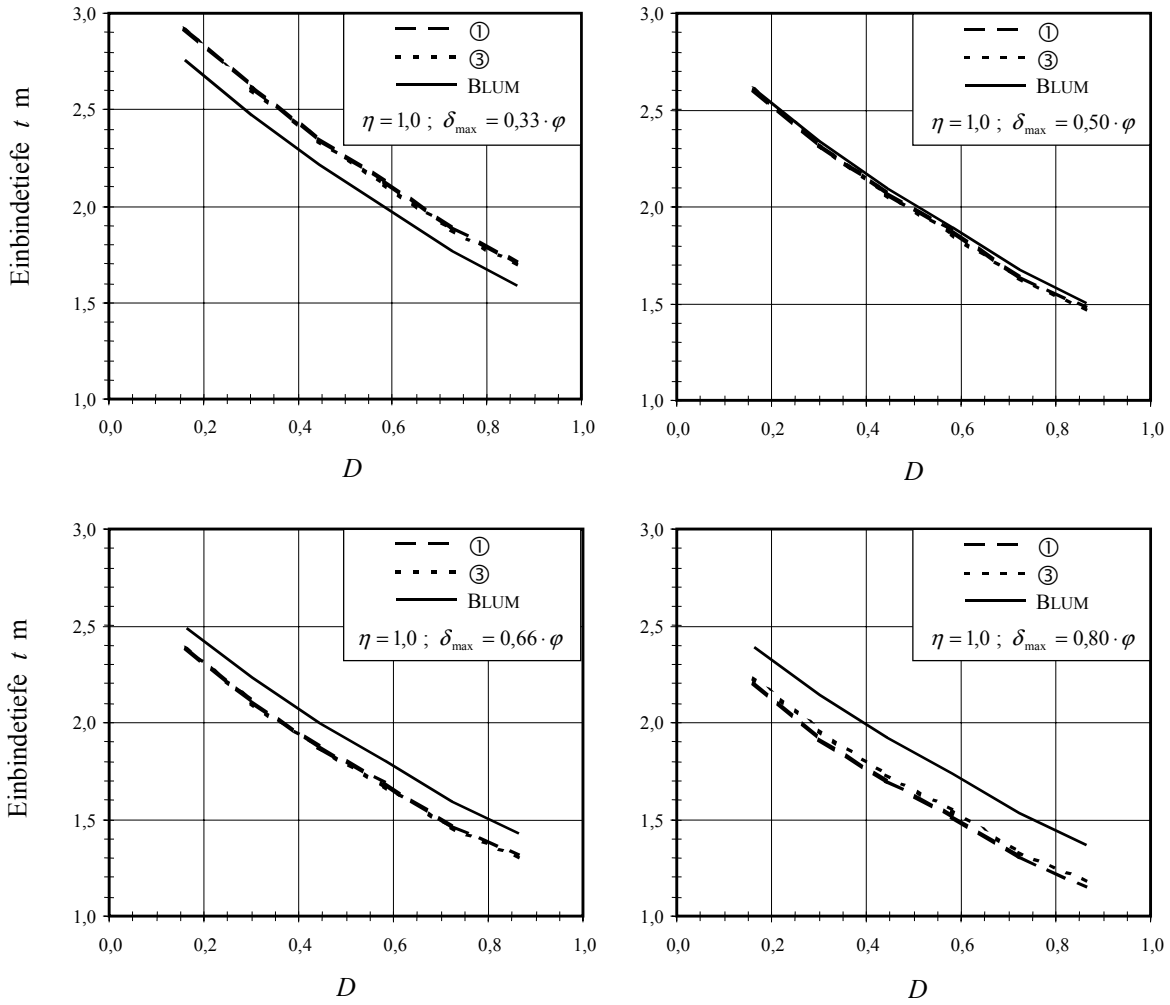 3,0
2,5
2,0
1,5
1,0
Einbindetiefe t m
①
③
BLUM
η = 1,0 ; δmax = 0,33 · φ
0,0 0,2 0,4 0,6 0,8 1,0
D
3,0
2,5
2,0
1,5
1,0
①
③
BLUM
η = 1,0 ; δmax = 0,50 · φ
0,0 0,2 0,4 0,6 0,8 1,0
D
3,0
2,5
2,0
1,5
1,0
Einbindetiefe t m
①
③
BLUM
η = 1,0 ; δmax = 0,66 · φ
0,0 0,2 0,4 0,6 0,8 1,0
D
3,0
2,5
2,0
1,5
1,0
①
③
BLUM
η = 1,0 ; δmax = 0,80 · φ
0,0 0,2 0,4 0,6 0,8 1,0
D